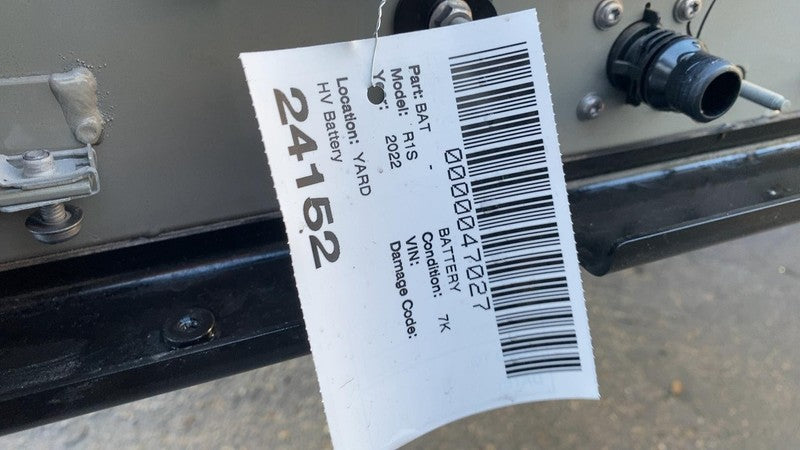 0000047027
Part: BAT - BATTERY
Model: R1S Condition: 7K
Year: 2022 VIN:
Damage Code:
Location: YARD
HV Battery
24152